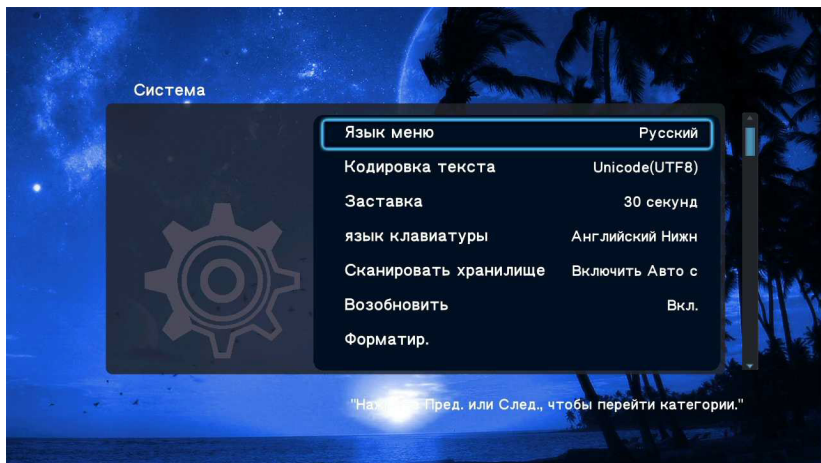 Система
Язык меню Русский
Кодировка текста Unicode(UTF8)
Заставка 30 секунд
язык клавиатуры Английский Нижн
Сканировать хранилище Включить Авто с
Возобновить Вкл.
Форматир.
Пред. или След., чтобы перейти категории."